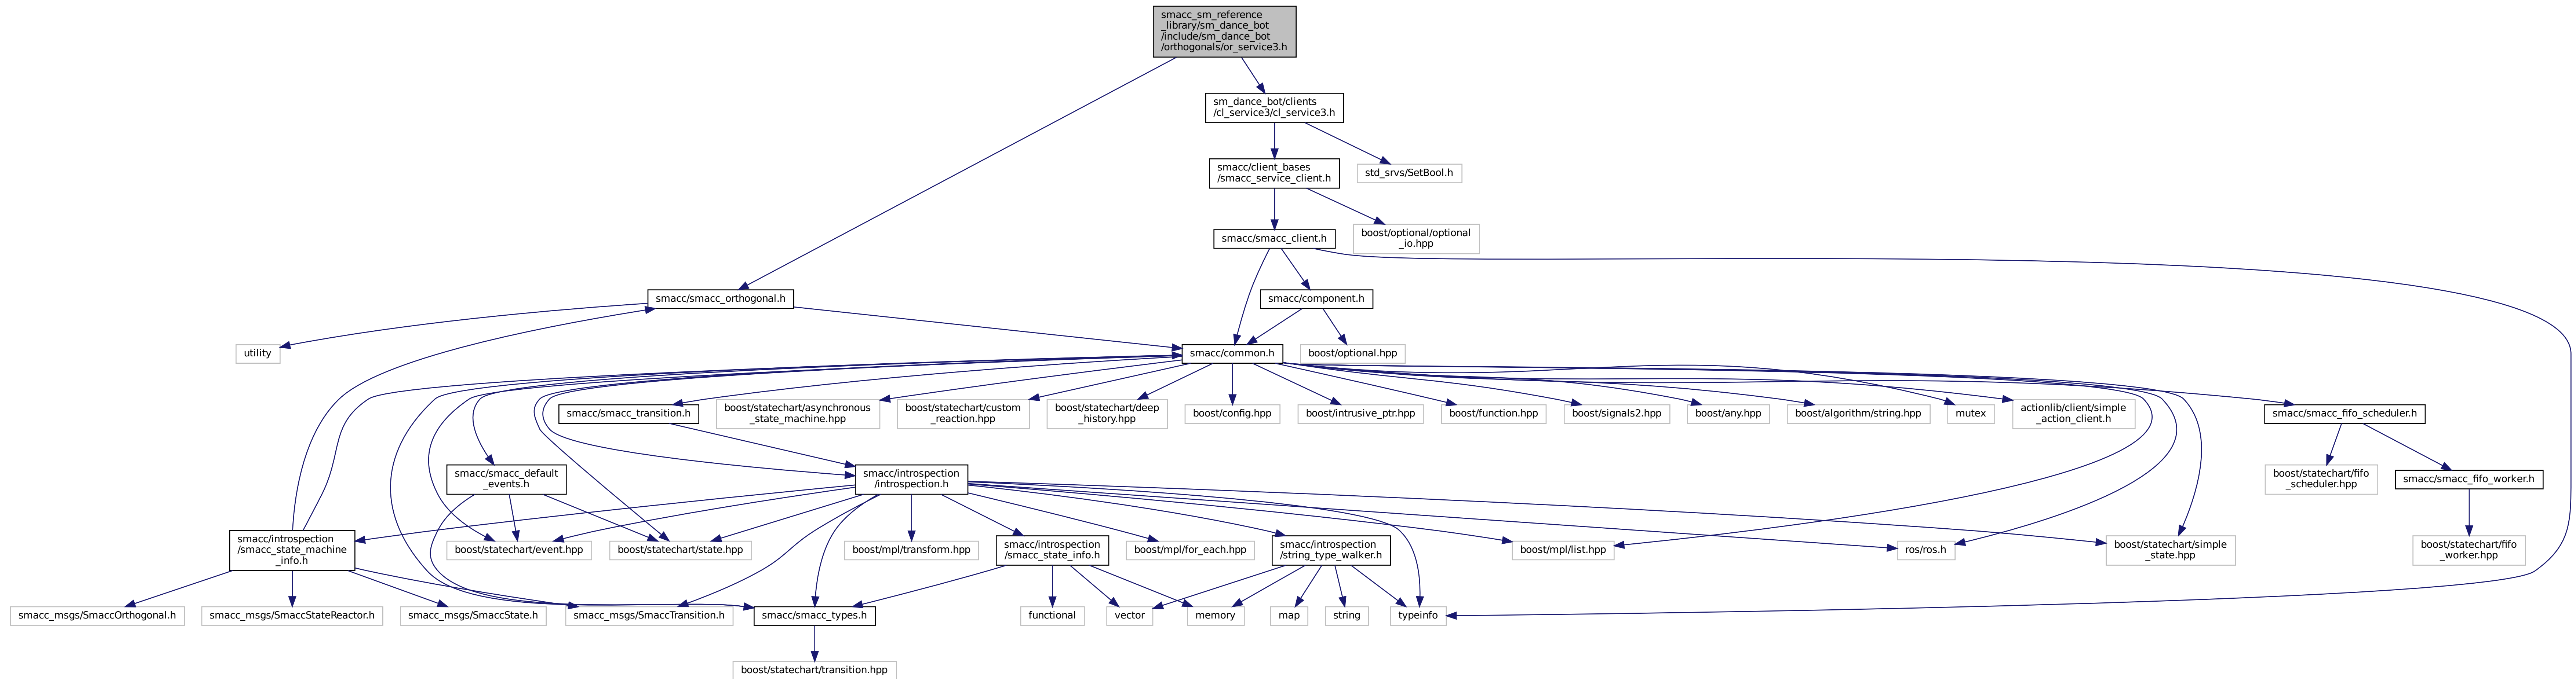 smacc_sm_reference
_library/sm_dance_bot
/include/sm_dance_bot
/orthogonals/or_service3.h
sm_dance_bot/clients
/cl_service3/cl_service3.h
smacc/client_bases
/smacc_service_client.h
std_srvs/SetBool.h
smacc/smacc_client.h
boost/optional/optional
_io.hpp
smacc/smacc_orthogonal.h
smacc/component.h
utility
smacc/common.h
boost/optional.hpp
smacc/smacc_transition.h
boost/statechart/asynchronous
_state_machine.hpp
boost/statechart/custom
_reaction.hpp
boost/statechart/deep
_history.hpp
boost/config.hpp
boost/intrusive_ptr.hpp
boost/function.hpp
boost/signals2.hpp
boost/any.hpp
boost/algorithm/string.hpp
mutex
actionlib/client/simple
_action_client.h
smacc/smacc_fifo_scheduler.h
smacc/smacc_default
_events.h
smacc/introspection
/introspection.h
boost/statechart/fifo
_scheduler.hpp
smacc/smacc_fifo_worker.h
smacc/introspection
/smacc_state_machine
_info.h
boost/statechart/event.hpp
boost/statechart/state.hpp
boost/mpl/transform.hpp
smacc/introspection
/smacc_state_info.h
boost/mpl/for_each.hpp
smacc/introspection
/string_type_walker.h
boost/mpl/list.hpp
ros/ros.h
boost/statechart/simple
_state.hpp
boost/statechart/fifo
_worker.hpp
smacc_msgs/SmaccOrthogonal.h
smacc_msgs/SmaccStateReactor.h
smacc_msgs/SmaccState.h
smacc_msgs/SmaccTransition.h
smacc/smacc_types.h
functional
vector
memory
map
string
typeinfo
boost/statechart/transition.hpp